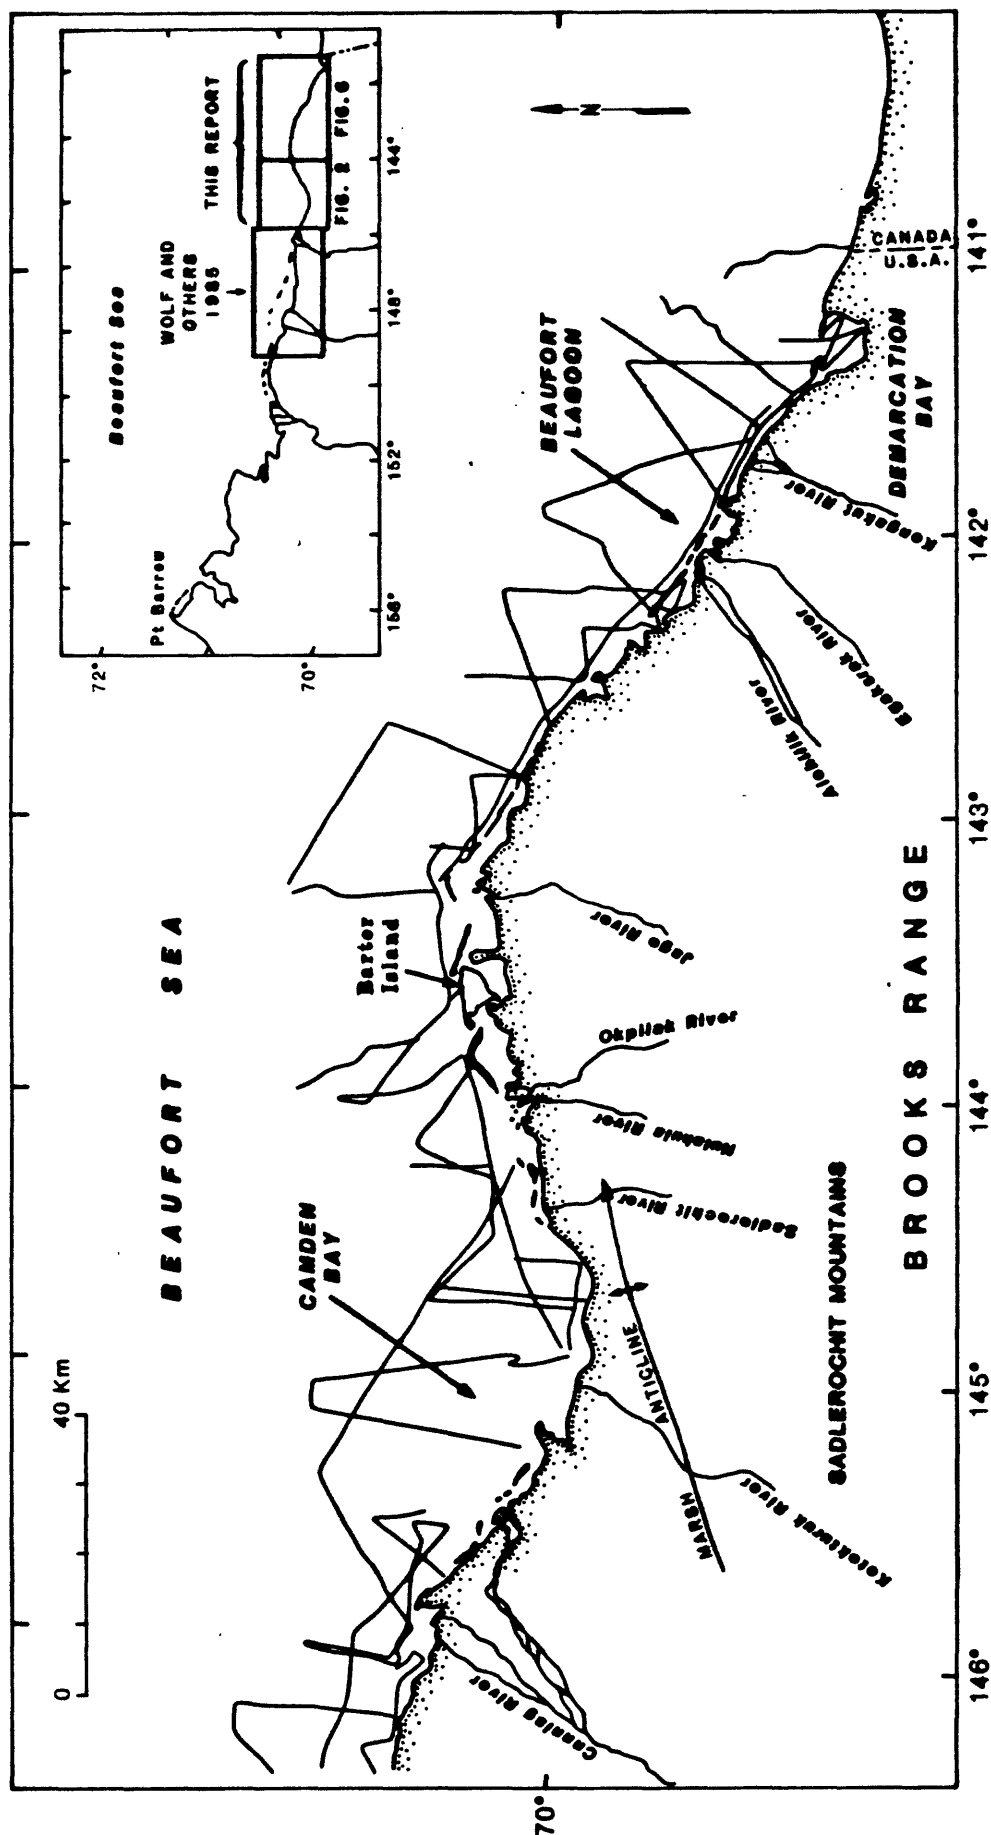 0
40 Km
BEAUFORT SEA
CAMDEN
BAY
Barter
Island
BEAUFORT
LAGOON
DEMARCATION
BAY
CANADA
U.S.A.
N
Canning River
Katakturuk River
MARSH ANTICLINE
Sadlerochit River
Hulahula River
Okpilak River
Jago River
Aichilik River
Egaksrak River
Kongakut River
SADLEROCHIT MOUNTAINS
BROOKS RANGE
70°
146°
145°
144°
143°
142°
141°
72°
70°
Pt Barrow
Beaufort Sea
WOLF AND
OTHERS
1985
THIS REPORT
FIG. 2 FIG. 6
156°
152°
148°
144°